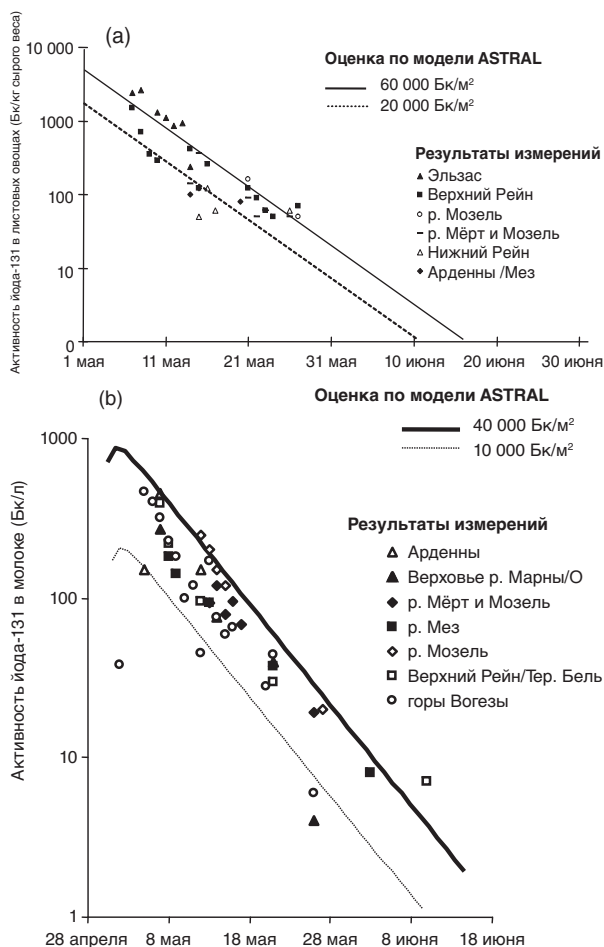 (a)
Оценка по модели ASTRAL
60 000 Бк/м²
20 000 Бк/м²
Результаты измерений
Эльзас
Верхний Рейн
р. Мозель
р. Мёрт и Мозель
Нижний Рейн
Арденны /Мез
Активность йода-131 в листовых овощах (Бк/кг сырого веса)
10 000
1000
100
10
0
1 мая 11 мая 21 мая 31 мая 10 июня 20 июня 30 июня
(b)
Оценка по модели ASTRAL
40 000 Бк/м²
10 000 Бк/м²
Результаты измерений
Арденны
Верховье р. Марны/О
р. Мёрт и Мозель
р. Мез
р. Мозель
Верхний Рейн/Тер. Бель
горы Вогезы
Активность йода-131 в молоке (Бк/л)
1000
100
10
1
28 апреля 8 мая 18 мая 28 мая 8 июня 18 июня